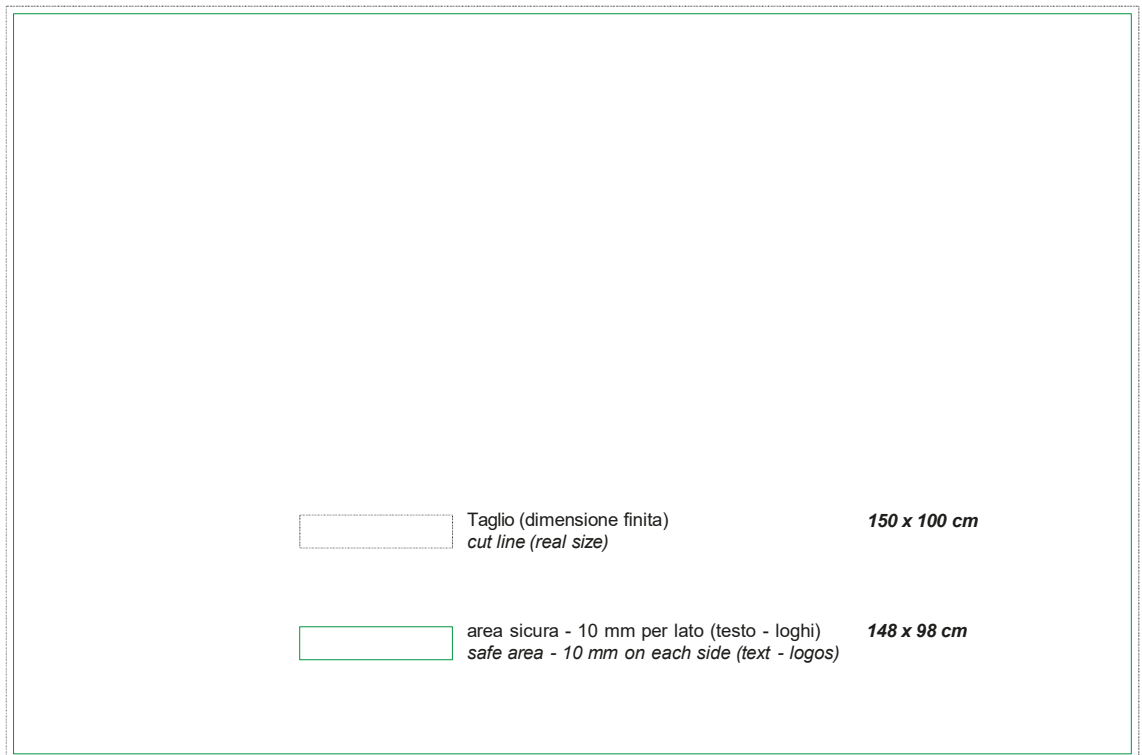 Taglio (dimensione finita) 150 x 100 cm
cut line (real size)
area sicura - 10 mm per lato (testo - loghi) 148 x 98 cm
safe area - 10 mm on each side (text - logos)